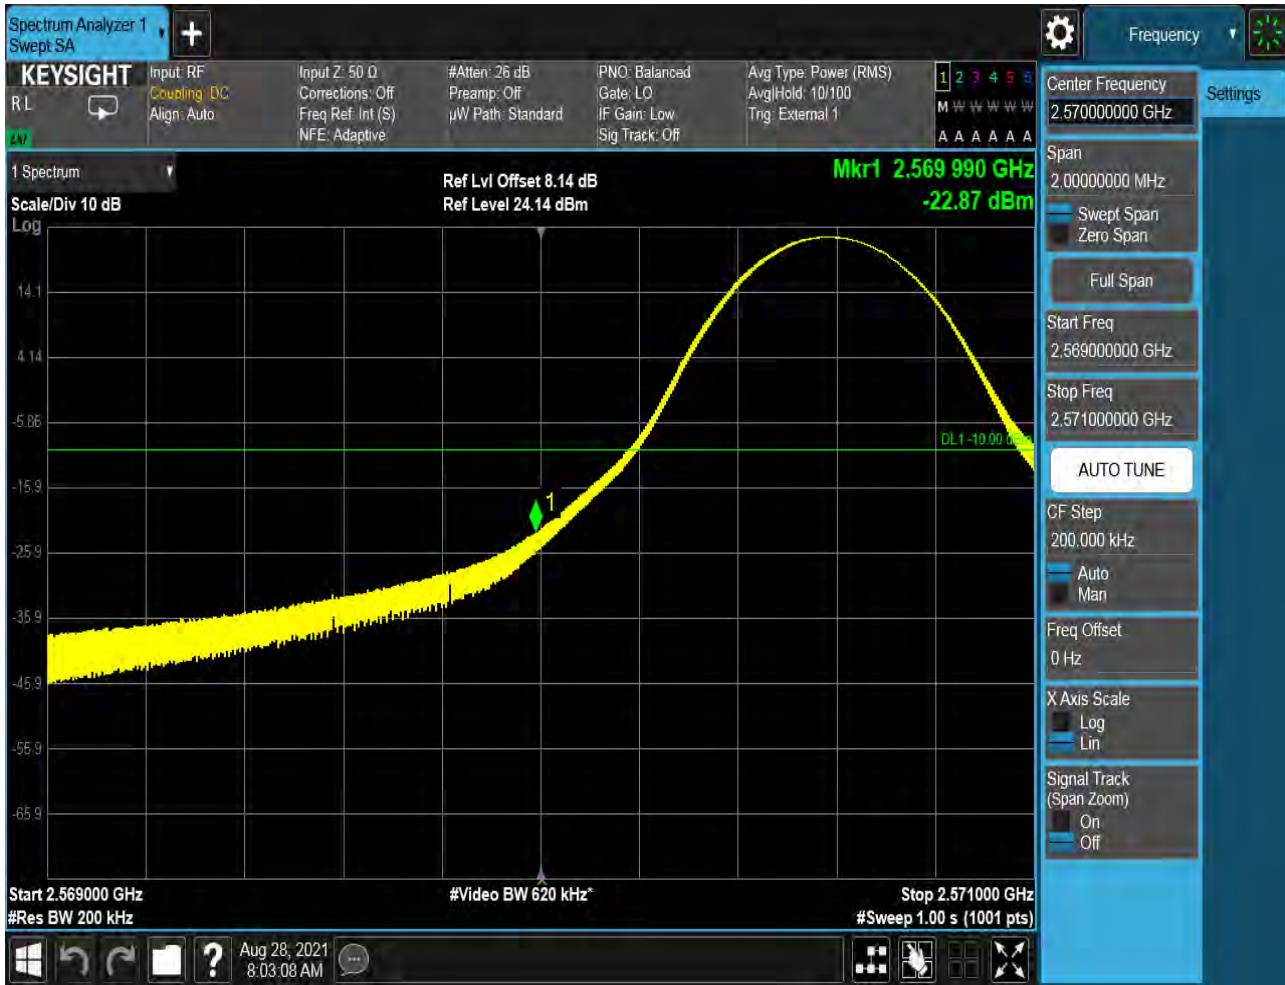 Spectrum Analyzer 1
Swept SA
Frequency
KEYSIGHT
R L
Input: RF
Coupling: DC
Align: Auto
Input Z: 50 Ω
Corrections: Off
Freq Ref: Int (S)
NFE: Adaptive
#Atten: 26 dB
Preamp: Off
µW Path: Standard
PNO: Balanced
Gate: LO
IF Gain: Low
Sig Track: Off
Avg Type: Power (RMS)
Avg|Hold: 10/100
Trig: External 1
1 2 3 4 5 6
M W W W W W
A A A A A A
1 Spectrum
Scale/Div 10 dB
Log
Ref Lvl Offset 8.14 dB
Ref Level 24.14 dBm
Mkr1 2.569 990 GHz
-22.87 dBm
14.1
4.14
-5.86
-15.9
-25.9
-35.9
-45.9
-55.9
-65.9
DL1 -10.00 dBm
1
Start 2.569000 GHz
#Res BW 200 kHz
#Video BW 620 kHz*
Stop 2.571000 GHz
#Sweep 1.00 s (1001 pts)
Center Frequency
2.570000000 GHz
Settings
Span
2.00000000 MHz
Swept Span
Zero Span
Full Span
Start Freq
2.569000000 GHz
Stop Freq
2.571000000 GHz
AUTO TUNE
CF Step
200.000 kHz
Auto
Man
Freq Offset
0 Hz
X Axis Scale
Log
Lin
Signal Track
(Span Zoom)
On
Off
?
Aug 28, 2021
8:03:08 AM